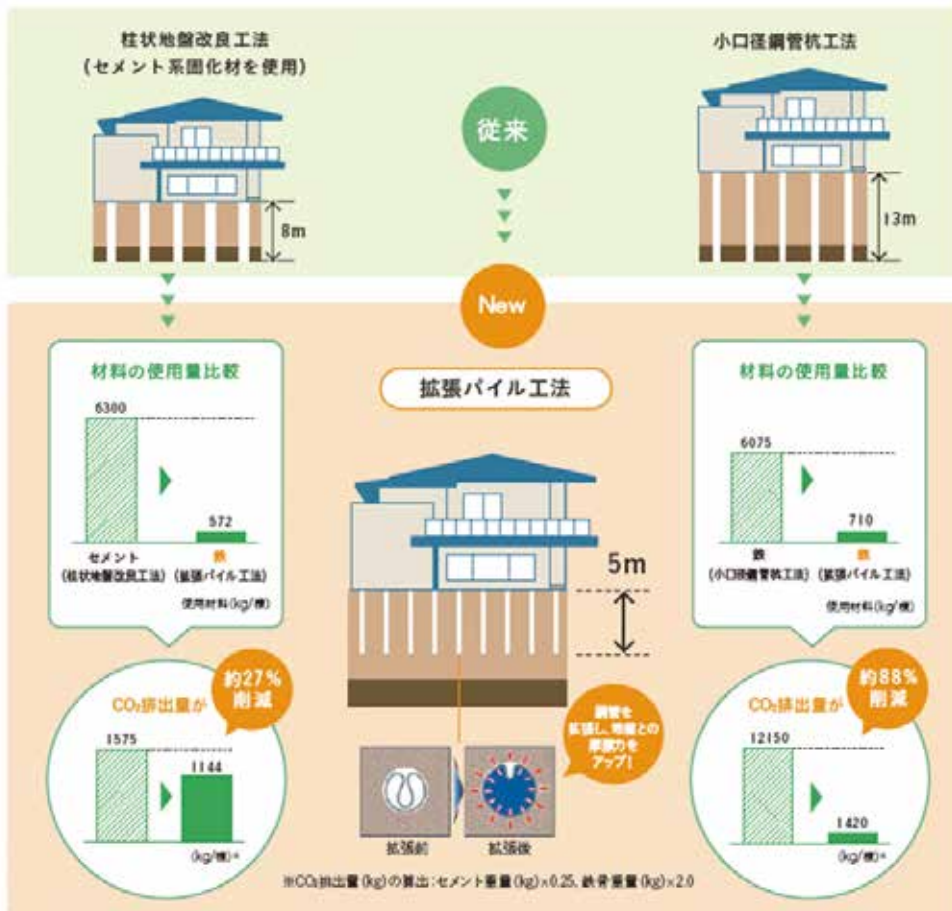 柱状地盤改良工法
(セメント系固化材を使用)
8m
従来
小口径鋼管杭工法
13m
New
拡張パイル工法
材料の使用量比較
6300
572
セメント
(柱状地盤改良工法)
鉄
(拡張パイル工法)
使用材料(kg/棟)
約27%
削減
CO₂排出量が
1575
1144
(kg/棟)※
5m
鋼管を
拡張し、地盤との
摩擦力を
アップ!
拡張前
拡張後
材料の使用量比較
6075
710
鉄
(小口径鋼管杭工法)
鉄
(拡張パイル工法)
使用材料(kg/棟)
約88%
削減
CO₂排出量が
12150
1420
(kg/棟)※
※CO₂排出量(kg)の算出:セメント重量(kg)×0.25、鉄骨重量(kg)×2.0